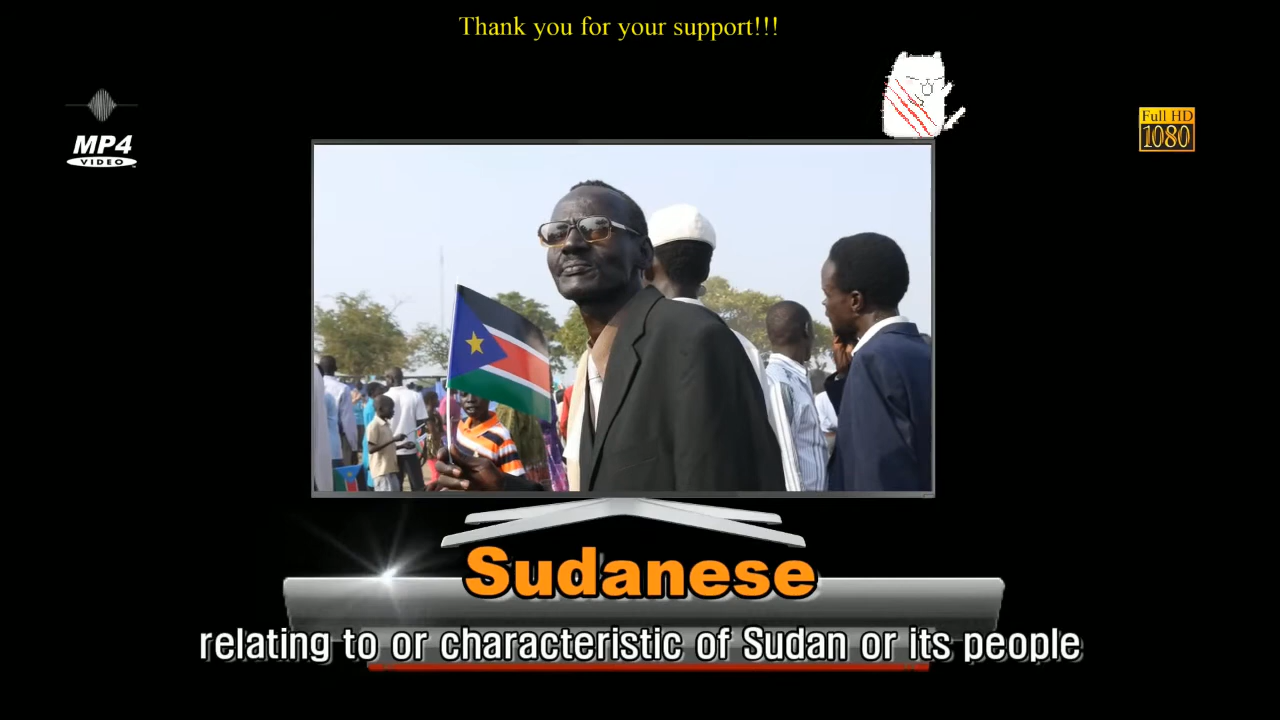 Thank you for your support!!!
MP4
VIDEO
Full HD
1080
Sudanese
relating to or characteristic of Sudan or its people